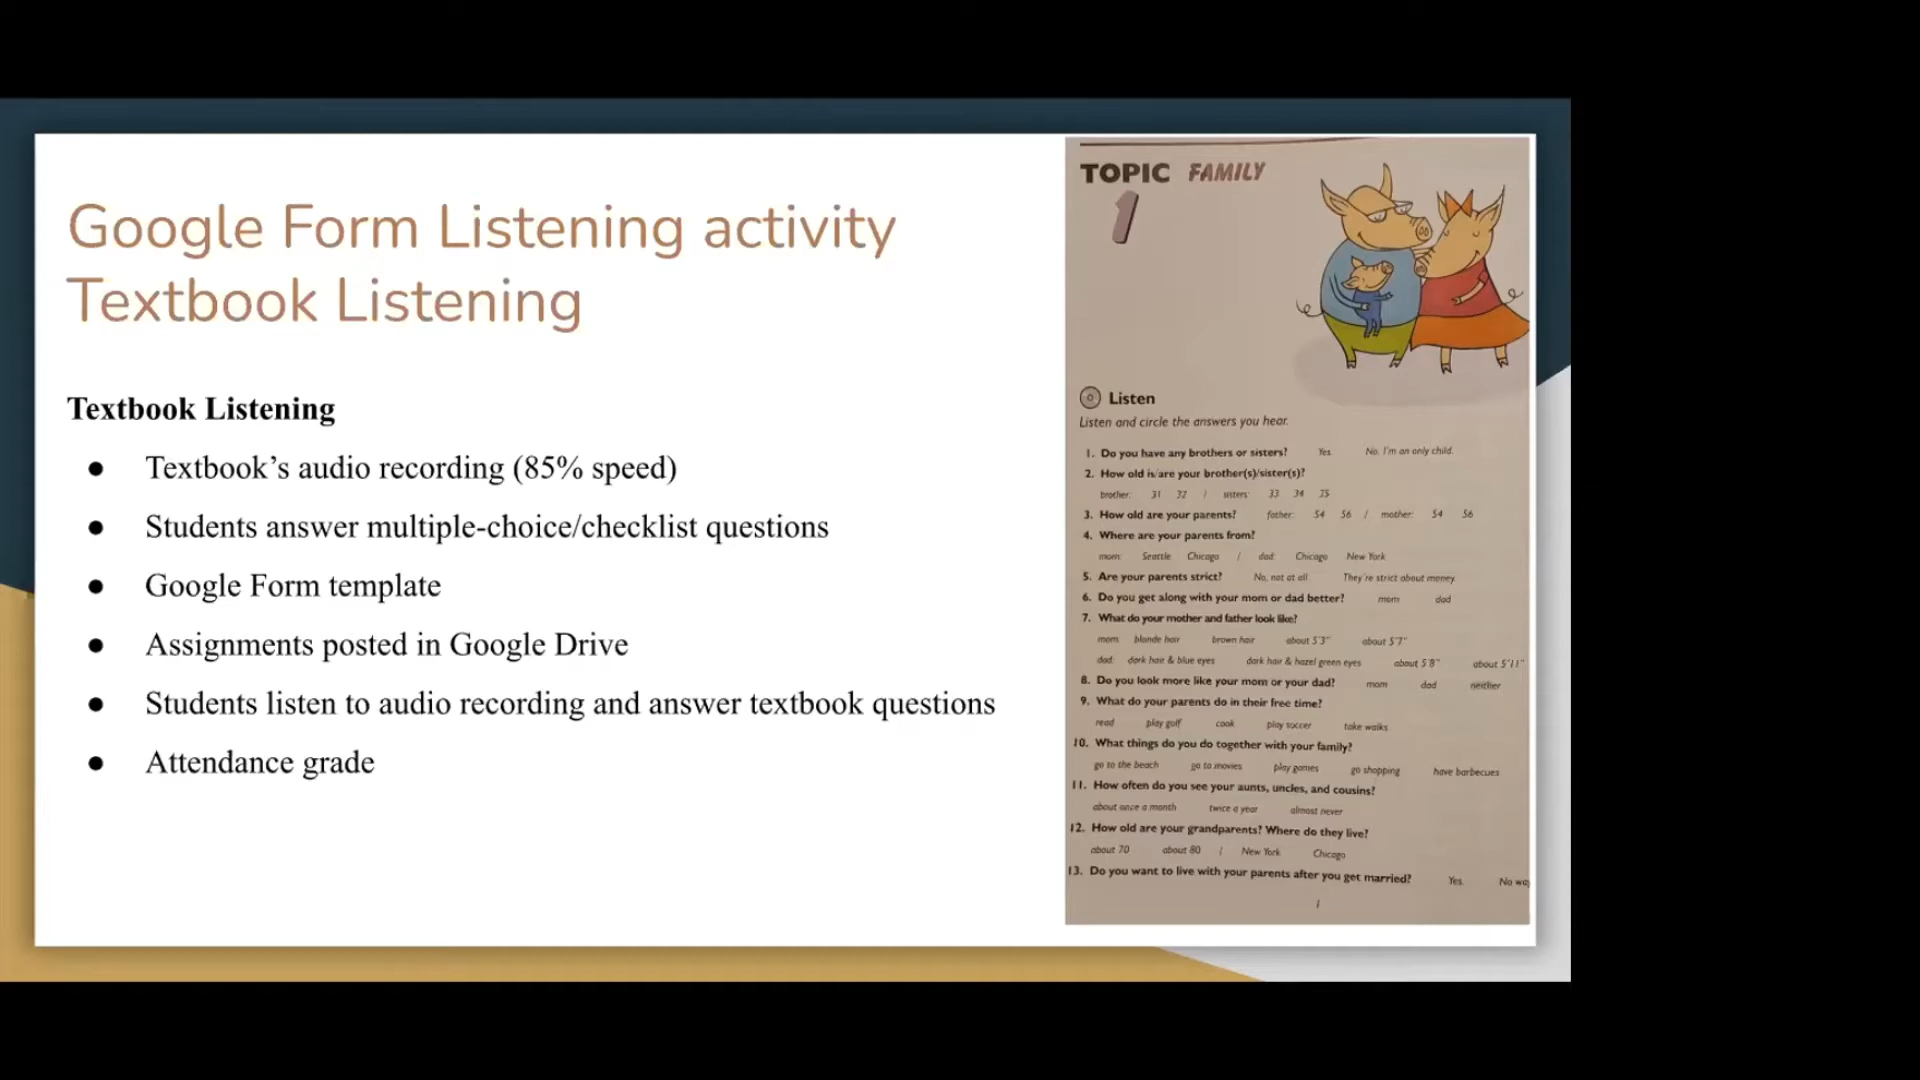 Google Form Listening activity
Textbook Listening
Textbook Listening
● Textbook’s audio recording (85% speed)
● Students answer multiple-choice/checklist questions
● Google Form template
● Assignments posted in Google Drive
● Students listen to audio recording and answer textbook questions
● Attendance grade
TOPIC FAMILY
1
Listen
Listen and circle the answers you hear.
1. Do you have any brothers or sisters? Yes No. I'm an only child.
2. How old is/are your brother(s)/sister(s)?
brother: 31 32 / sisters: 33 34 35
3. How old are your parents? father: 54 56 / mother: 54 56
4. Where are your parents from?
mom: Seattle Chicago / dad: Chicago New York
5. Are your parents strict? No, not at all. They're strict about money
6. Do you get along with your mom or dad better? mom dad
7. What do your mother and father look like?
mom: blonde hair brown hair about 5'3" about 5'7"
dad: dark hair & blue eyes dark hair & hazel green eyes about 5'8" about 5'11"
8. Do you look more like your mom or your dad? mom dad neither
9. What do your parents do in their free time?
read play golf cook play soccer take walks
10. What things do you do together with your family?
go to the beach go to movies play games go shopping have barbecues
11. How often do you see your aunts, uncles, and cousins?
about once a month twice a year almost never
12. How old are your grandparents? Where do they live?
about 70 about 80 / New York Chicago
13. Do you want to live with your parents after you get married? Yes. No
1